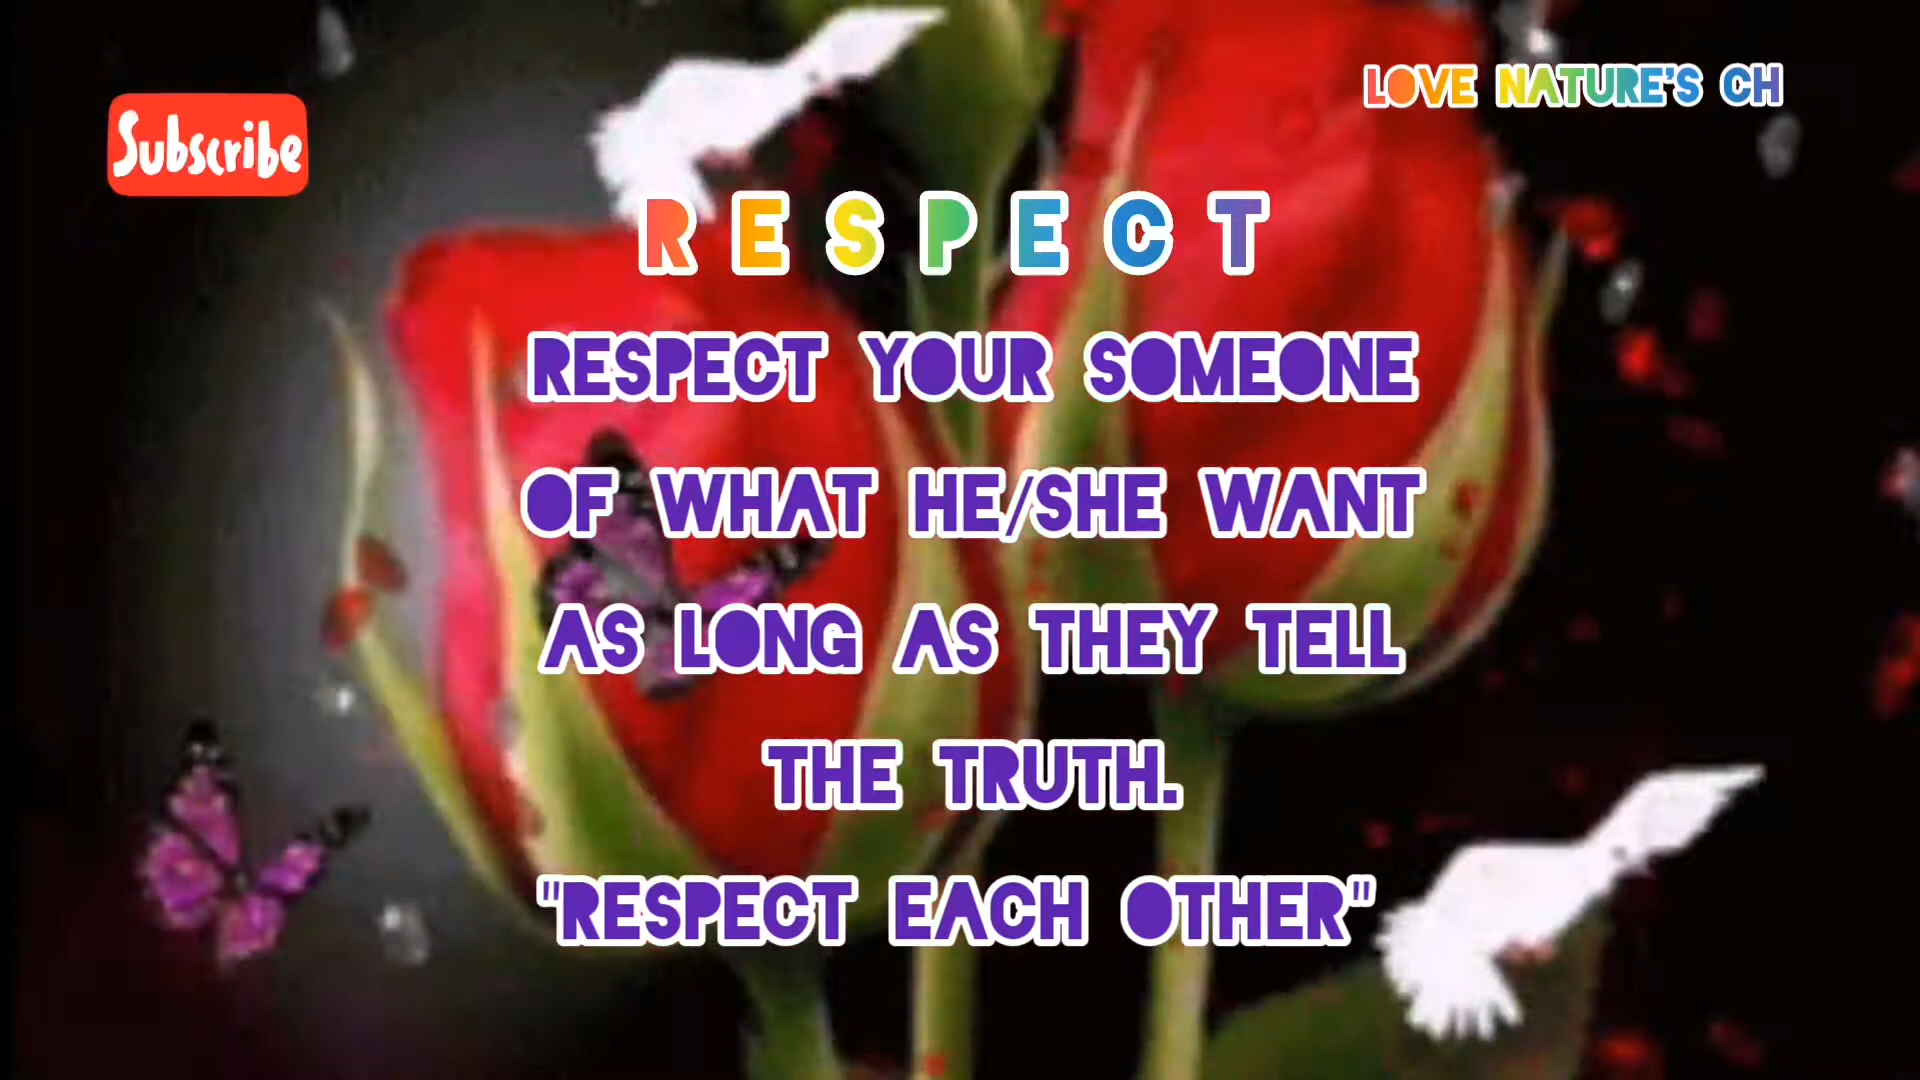 LOVE NATURE'S CH
Subscribe
RESPECT
RESPECT YOUR SOMEONE
OF WHAT HE/SHE WANT
AS LONG AS THEY TELL
THE TRUTH.
"RESPECT EACH OTHER"